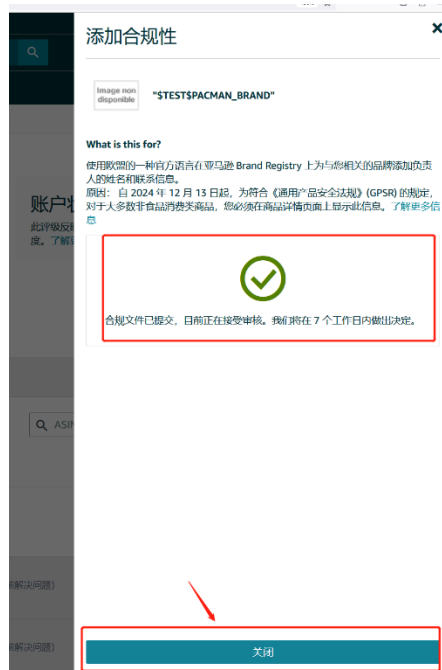 添加合规性
Image non
disponible
"$TEST$PACMAN_BRAND"
What is this for?
使用欧盟的一种官方语言在亚马逊 Brand Registry 上为与您相关的品牌添加负责
人的姓名和联系信息。
原因： 自 2024 年 12 月 13 日起，为符合《通用产品安全法规》(GPSR) 的规定，
对于大多数非食品消费类商品，您必须在商品详情页面上显示此信息。了解更多信
息
账户状
此评级反映
度。了解
合规文件已提交，目前正在接受审核。我们将在 7 个工作日内做出决定。
ASIN
解决问题)
解决问题)
关闭